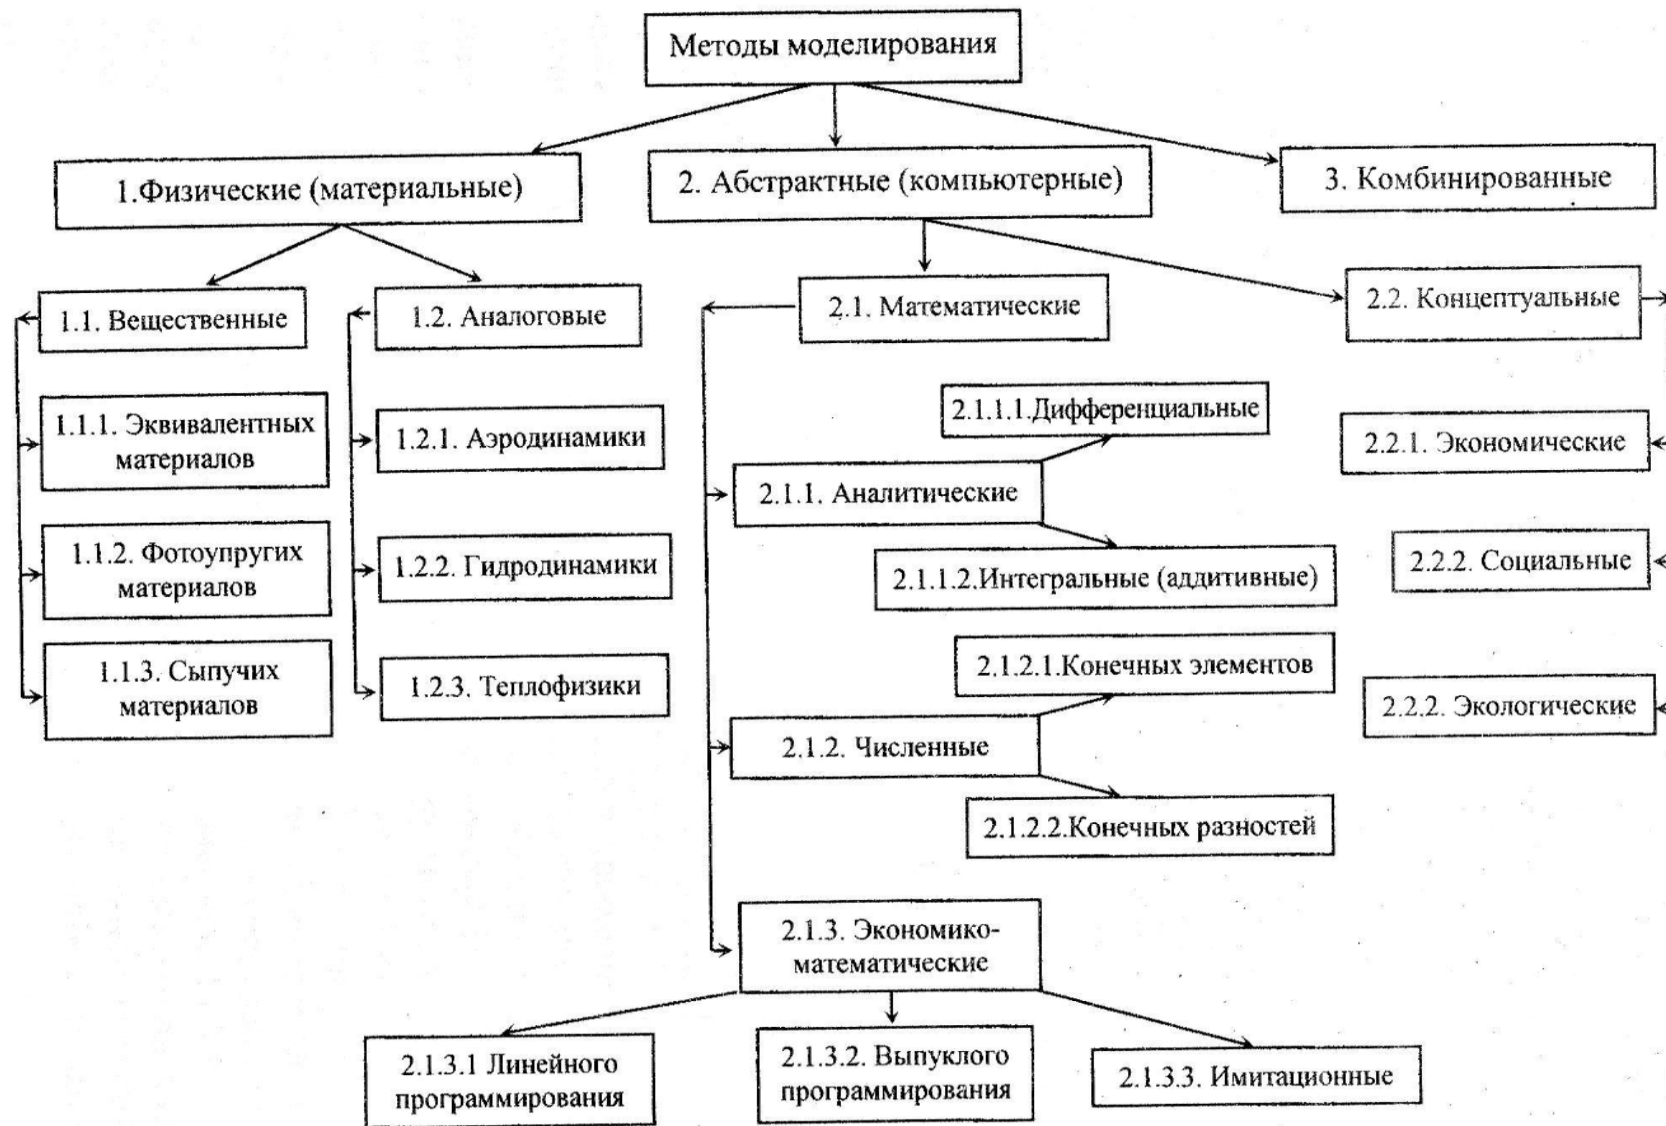 Методы моделирования
1.Физические (материальные)
2. Абстрактные (компьютерные)
3. Комбинированные
1.1. Вещественные
1.2. Аналоговые
2.1. Математические
2.2. Концептуальные
1.1.1. Эквивалентных
материалов
1.2.1. Аэродинамики
2.1.1.1.Дифференциальные
2.2.1. Экономические
2.1.1. Аналитические
1.1.2. Фотоупругих
материалов
1.2.2. Гидродинамики
2.1.1.2.Интегральные (аддитивные)
2.2.2. Социальные
1.1.3. Сыпучих
материалов
1.2.3. Теплофизики
2.1.2.1.Конечных элементов
2.2.2. Экологические
2.1.2. Численные
2.1.2.2.Конечных разностей
2.1.3. Экономико-
математические
2.1.3.1 Линейного
программирования
2.1.3.2. Выпуклого
программирования
2.1.3.3. Имитационные